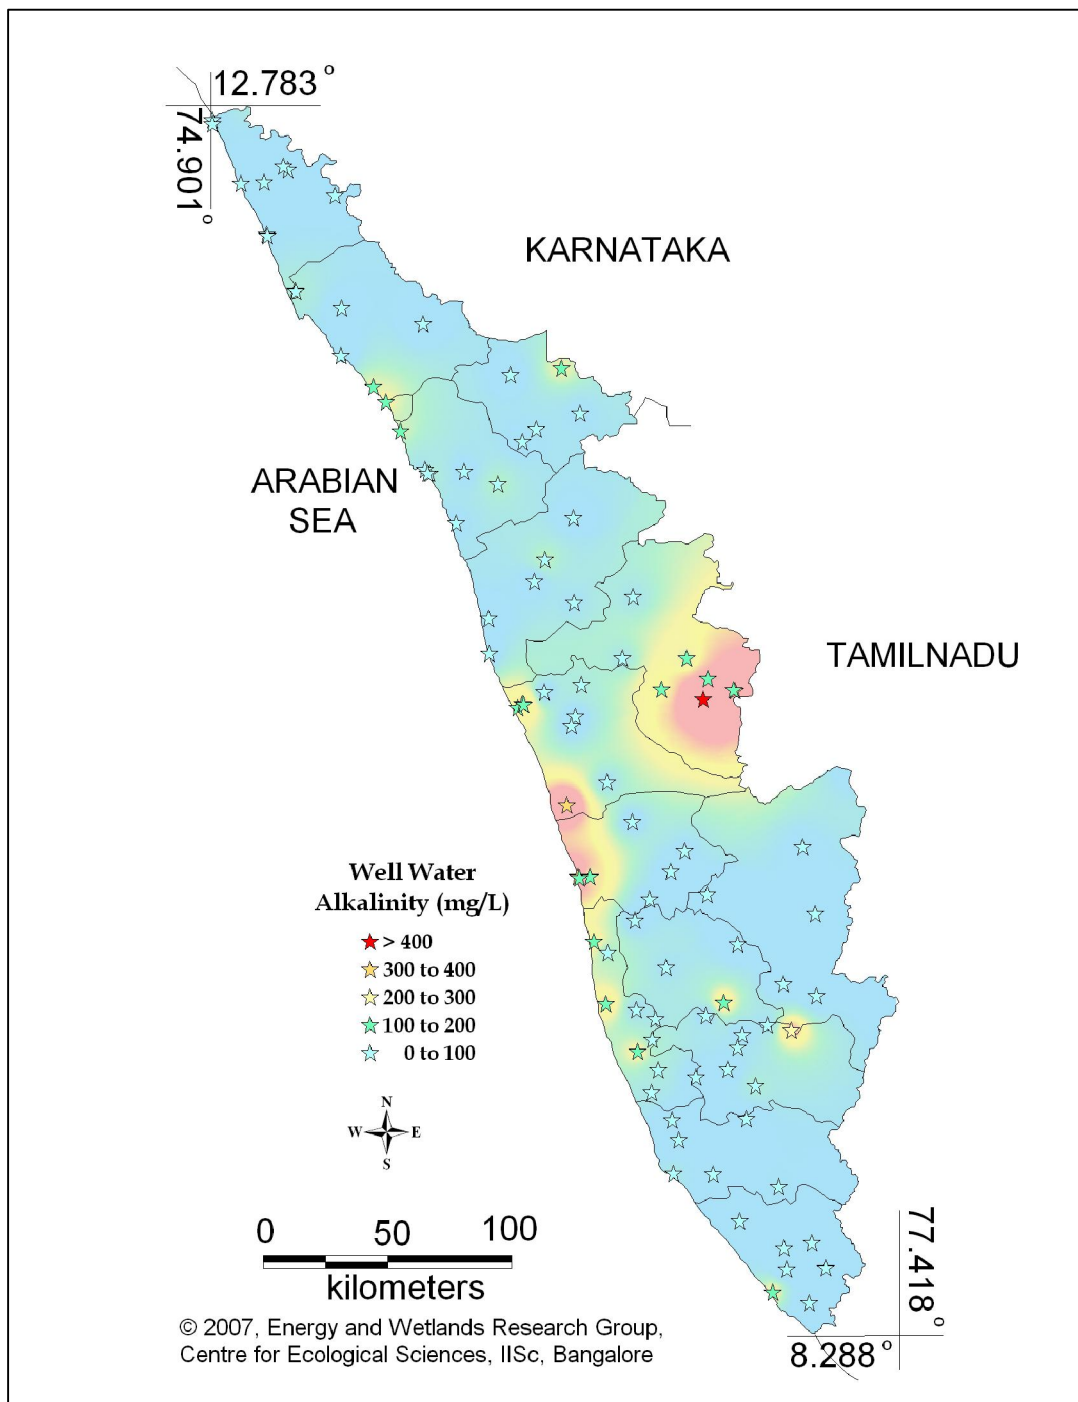 12.783 °
74.901°
KARNATAKA
ARABIAN
SEA
TAMILNADU
Well Water
Alkalinity (mg/L)
> 400
300 to 400
200 to 300
100 to 200
0 to 100
N
W E
S
0 50 100
kilometers
77.418 °
8.288 °
© 2007, Energy and Wetlands Research Group,
Centre for Ecological Sciences, IISc, Bangalore